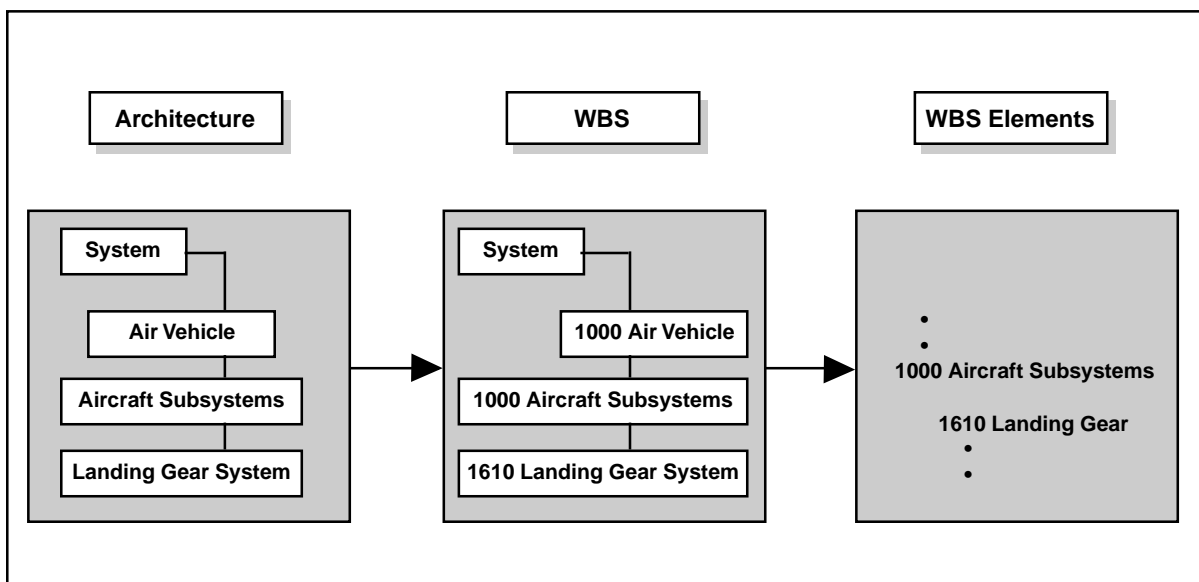 Architecture
WBS
WBS Elements
System
Air Vehicle
Aircraft Subsystems
Landing Gear System
System
1000 Air Vehicle
1000 Aircraft Subsystems
1610 Landing Gear System
•
•
1000 Aircraft Subsystems
1610 Landing Gear
•
•